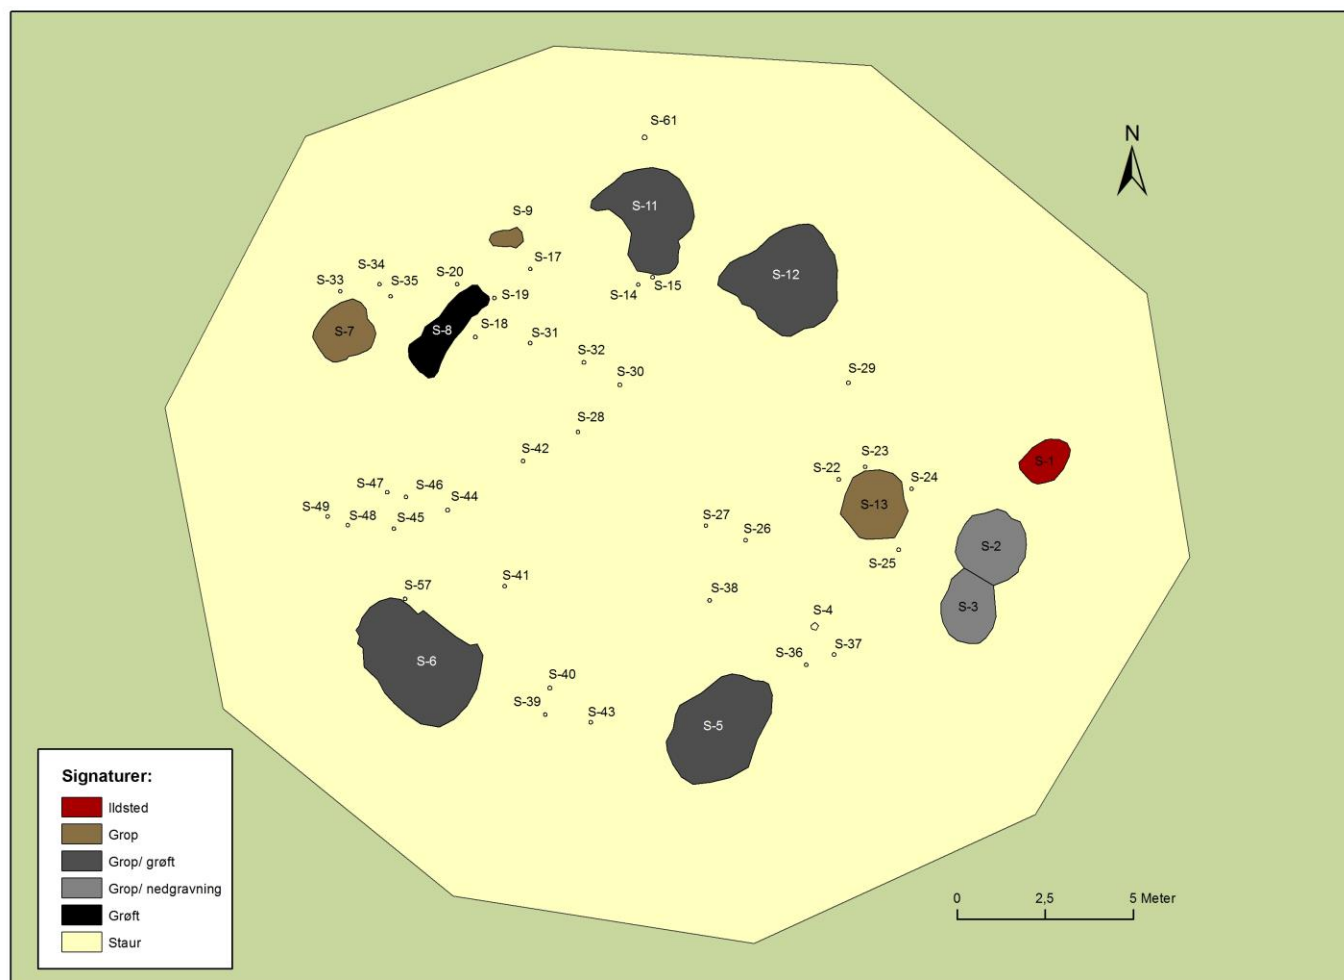 S-61
N
S-9
S-11
S-17
S-34
S-20
S-12
S-33
S-35
S-19
S-14
S-15
S-7
S-8
S-18
S-31
S-32
S-30
S-29
S-28
S-42
S-23
S-1
S-22
S-24
S-47
S-46
S-44
S-13
S-49
S-48
S-45
S-27
S-26
S-2
S-25
S-41
S-57
S-38
S-4
S-3
S-37
S-36
S-6
S-40
S-39
S-43
S-5
Signaturer:
Ildsted
Grop
Grop/ grøft
Grop/ nedgravning
Grøft
Staur
0 2,5 5 Meter